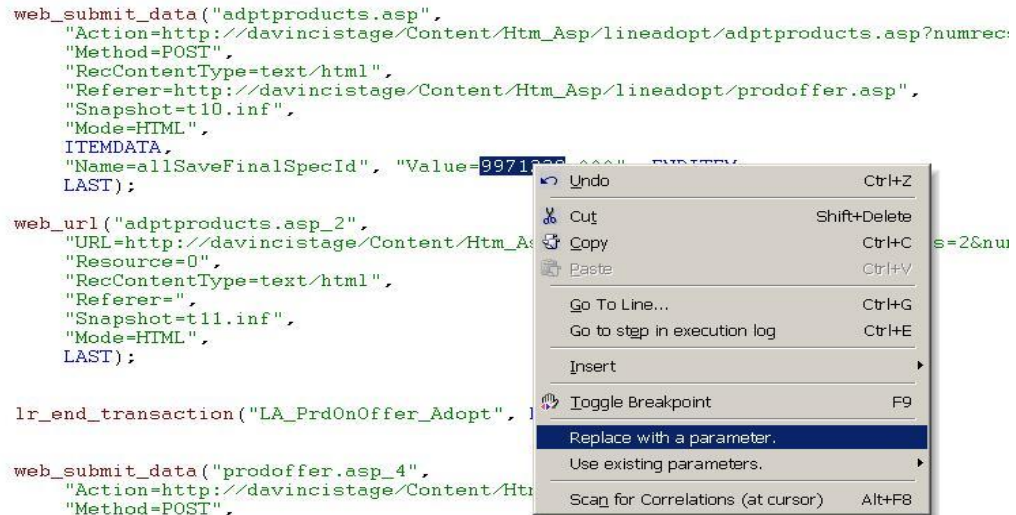 web_submit_data("adptproducts.asp",
"Action=http://davincistage/Content/Htm_Asp/lineadopt/adptproducts.asp?numrecs
"Method=POST",
"RecContentType=text/html",
"Referer=http://davincistage/Content/Htm_Asp/lineadopt/prodoffer.asp",
"Snapshot=t10.inf",
"Mode=HTML",
ITEMDATA,
"Name=allSaveFinalSpecId", "Value=9971228 ^^^", ENDITEM,
LAST);
web_url("adptproducts.asp_2",
"URL=http://davincistage/Content/Htm_As s=2&nu
"Resource=0",
"RecContentType=text/html",
"Referer=",
"Snapshot=t11.inf",
"Mode=HTML",
LAST);
lr_end_transaction("LA_PrdOnOffer_Adopt",
web_submit_data("prodoffer.asp_4",
"Action=http://davincistage/Content/Htm
"Method=POST",
Undo Ctrl+Z
Cut Shift+Delete
Copy Ctrl+C
Paste Ctrl+V
Go To Line... Ctrl+G
Go to step in execution log Ctrl+E
Insert
Toggle Breakpoint F9
Replace with a parameter.
Use existing parameters.
Scan for Correlations (at cursor) Alt+F8